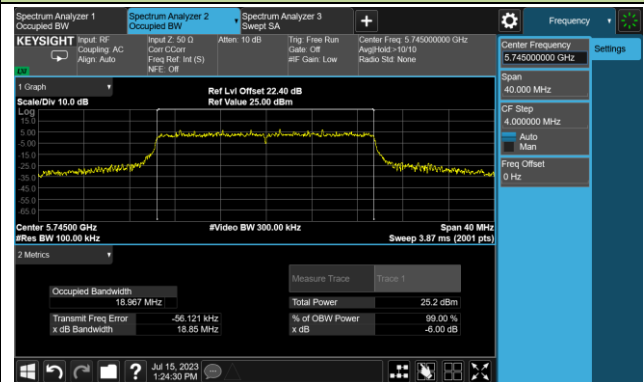 Spectrum Analyzer 1
Occupied BW
Spectrum Analyzer 2
Occupied BW
Spectrum Analyzer 3
Swept SA
Frequency
KEYSIGHT
Input: RF
Coupling: AC
Align: Auto
Input Z: 50 Ω
Corr CCorr
Freq Ref: Int (S)
NFE: Off
Atten: 10 dB
Trig: Free Run
Gate: Off
#IF Gain: Low
Center Freq: 5.745000000 GHz
Avg|Hold:>10/10
Radio Std: None
Center Frequency
5.745000000 GHz
Settings
Span
40.000 MHz
CF Step
4.000000 MHz
Auto
Man
Freq Offset
0 Hz
1 Graph
Scale/Div 10.0 dB
Ref Lvl Offset 22.40 dB
Ref Value 25.00 dBm
Log
15.0
5.00
-5.00
-15.0
-25.0
-35.0
-45.0
-55.0
-65.0
Center 5.74500 GHz
#Res BW 100.00 kHz
#Video BW 300.00 kHz
Span 40 MHz
Sweep 3.87 ms (2001 pts)
2 Metrics
Measure Trace
Trace 1
Occupied Bandwidth
18.967 MHz
Total Power
25.2 dBm
Transmit Freq Error
-56.121 kHz
% of OBW Power
99.00 %
x dB Bandwidth
18.85 MHz
x dB
-6.00 dB
Jul 15, 2023
1:24:30 PM